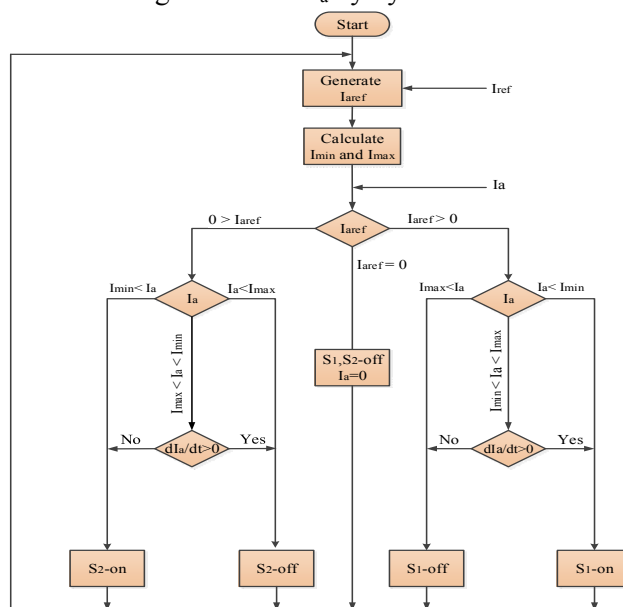 Start
Generate
Iaref
Iref
Calculate
Imin and Imax
Ia
0 > Iaref
Iaref
Iaref > 0
Iaref = 0
Imin< Ia
Ia
Ia<Imax
Imax<Ia
Ia
Ia< Imin
Imax < Ia < Imin
S1,S2-off
Ia=0
Imin < Ia < Imax
No
dIa/dt>0
Yes
No
dIa/dt>0
Yes
S2-on
S2-off
S1-off
S1-on